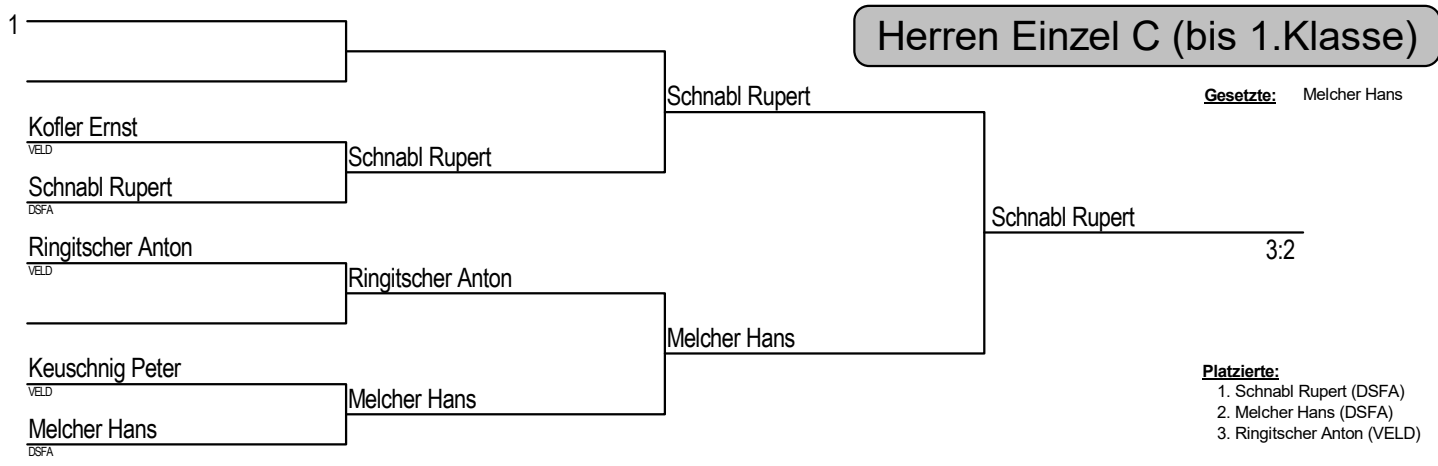 1
Herren Einzel C (bis 1.Klasse)
Gesetzte: Melcher Hans
Kofler Ernst
VELD
Schnabl Rupert
DSFA
Ringitscher Anton
VELD
Keuschnig Peter
VELD
Melcher Hans
DSFA
Schnabl Rupert
Ringitscher Anton
Melcher Hans
Schnabl Rupert
Melcher Hans
Schnabl Rupert
3:2
Platzierte:
1. Schnabl Rupert (DSFA)
2. Melcher Hans (DSFA)
3. Ringitscher Anton (VELD)